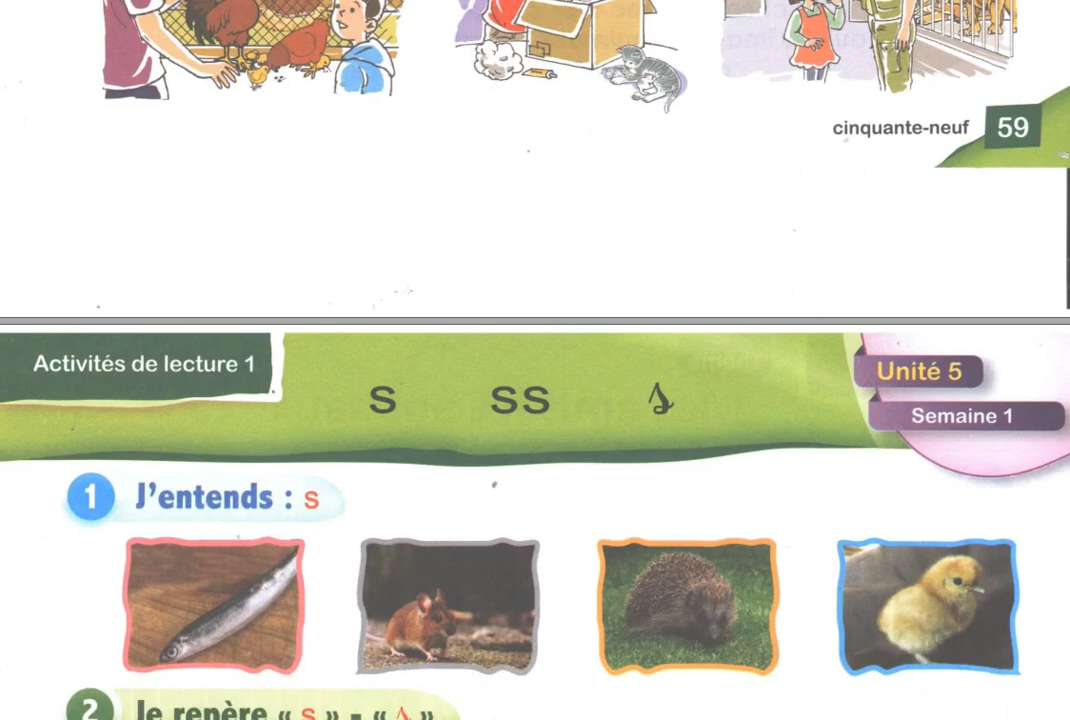 cinquante-neuf 59
Activités de lecture 1
s ss s
Unité 5
Semaine 1
1 J'entends : s
2 Je repère « s » - « s »